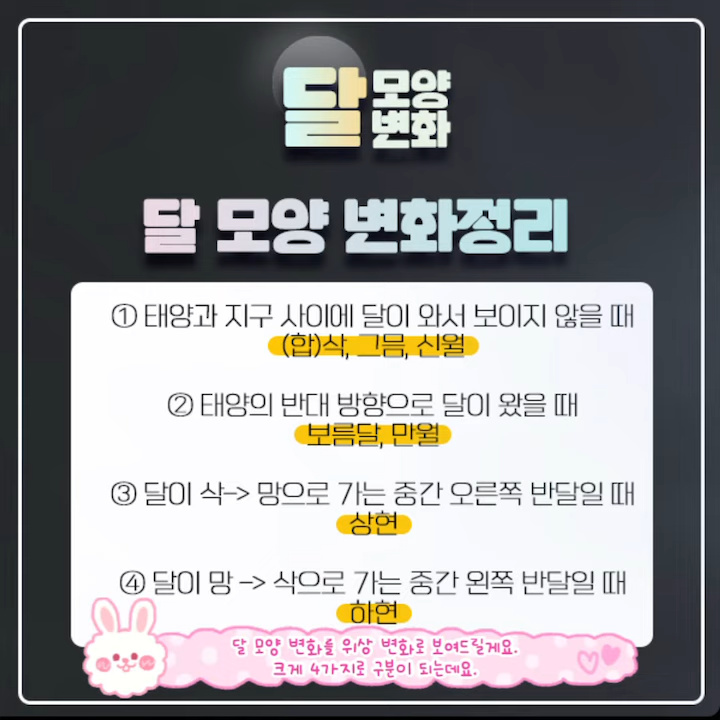 달 모양
변화
달 모양 변화정리
① 태양과 지구 사이에 달이 와서 보이지 않을 때
(합)삭, 그믐, 신월
② 태양의 반대 방향으로 달이 왔을 때
보름달, 만월
③ 달이 삭-> 망으로 가는 중간 오른쪽 반달일 때
상현
④ 달이 망 -> 삭으로 가는 중간 왼쪽 반달일 때
하현
달 모양 변화를 위상 변화로 보여드릴게요.
크게 4가지로 구분이 되는데요.